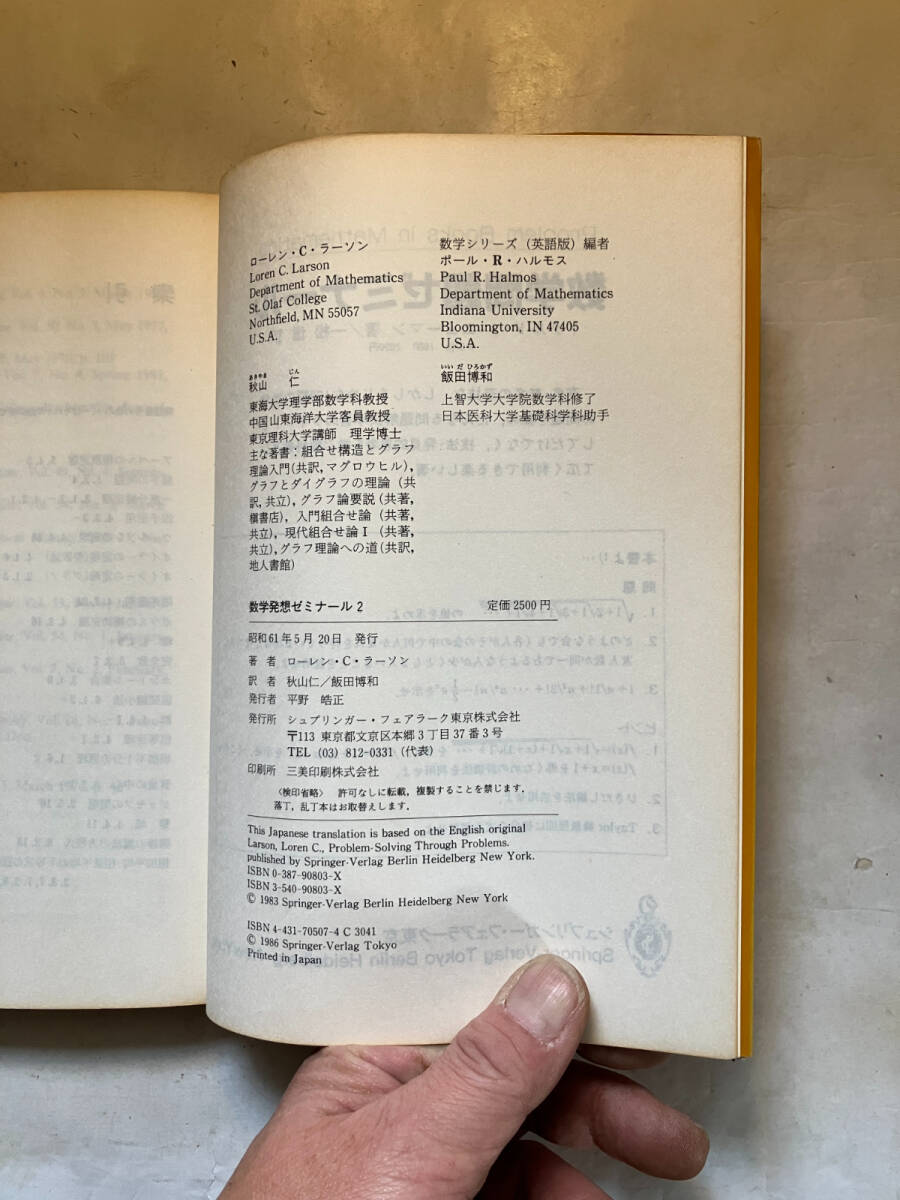 ローレン・C・ラーソン
Loren C. Larson
Department of Mathematics
St. Olaf College
Northfield, MN 55057
U.S.A.
数学シリーズ（英語版）編者
ポール・R・ハルモス
Paul R. Halmos
Department of Mathematics
Indiana University
Bloomington, IN 47405
U.S.A.
あきやま じん
秋山 仁
東海大学理学部数学科教授
中国山東海洋大学客員教授
東京理科大学講師 理学博士
主な著書：組合せ構造とグラフ
理論入門（共訳，マグロウヒル），
グラフとダイグラフの理論（共
訳，共立），グラフ論要説（共著，
槇書店），入門組合せ論（共著，
共立），現代組合せ論Ⅰ（共著，
共立），グラフ理論への道（共訳，
地人書館）
いいだ ひろかず
飯田博和
上智大学大学院数学科修了
日本医科大学基礎科学科助手
数学発想ゼミナール 2 定価 2500 円
昭和 61 年 5 月 20 日 発行
著者 ローレン・C・ラーソン
訳者 秋山仁／飯田博和
発行者 平野 皓正
発行所 シュプリンガー・フェアラーク東京株式会社
〒113 東京都文京区本郷 3 丁目 37 番 3 号
TEL (03) 812-0331（代表）
印刷所 三美印刷株式会社
〈検印省略〉 許可なしに転載，複製することを禁じます．
落丁，乱丁本はお取替えします．
This Japanese translation is based on the English original
Larson, Loren C., Problem-Solving Through Problems.
published by Springer-Verlag Berlin Heidelberg New York.
ISBN 0-387-90803-X
ISBN 3-540-90803-X
© 1983 Springer-Verlag Berlin Heidelberg New York
ISBN 4-431-70507-4 C 3041
© 1986 Springer-Verlag Tokyo
Printed in Japan